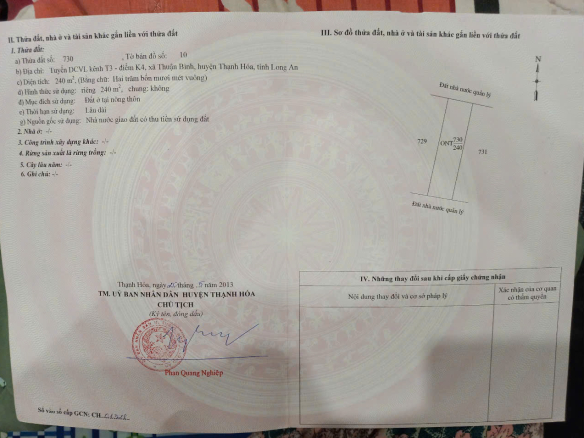 II. Thửa đất, nhà ở và tài sản khác gắn liền với thửa đất
1. Thửa đất:
a) Thửa đất số: 730 , Tờ bản đồ số: 10
b) Địa chỉ: Tuyến DCVL kênh T3 - điểm K4, xã Thuận Bình, huyện Thạnh Hóa, tỉnh Long An
c) Diện tích: 240 m², (Bằng chữ: Hai trăm bốn mươi mét vuông)
d) Hình thức sử dụng: riêng 240 m², chung: không
đ) Mục đích sử dụng: Đất ở tại nông thôn
e) Thời hạn sử dụng: Lâu dài
g) Nguồn gốc sử dụng: Nhà nước giao đất có thu tiền sử dụng đất
2. Nhà ở: -/-
3. Công trình xây dựng khác: -/-
4. Rừng sản xuất là rừng trồng: -/-
5. Cây lâu năm: -/-
6. Ghi chú: -/-
Thạnh Hóa, ngày tháng 5 năm 2013
TM. UỶ BAN NHÂN DÂN HUYỆN THẠNH HÓA
CHỦ TỊCH
(Ký tên, đóng dấu)
Phan Quang Nghiệp
Số vào sổ cấp GCN: CH
III. Sơ đồ thửa đất, nhà ở và tài sản khác gắn liền với thửa đất
N
Đất nhà nước quản lý
729
ONT 730
240
731
Đất nhà nước quản lý
IV. Những thay đổi sau khi cấp giấy chứng nhận
Nội dung thay đổi và cơ sở pháp lý
Xác nhận của cơ quan
có thẩm quyền